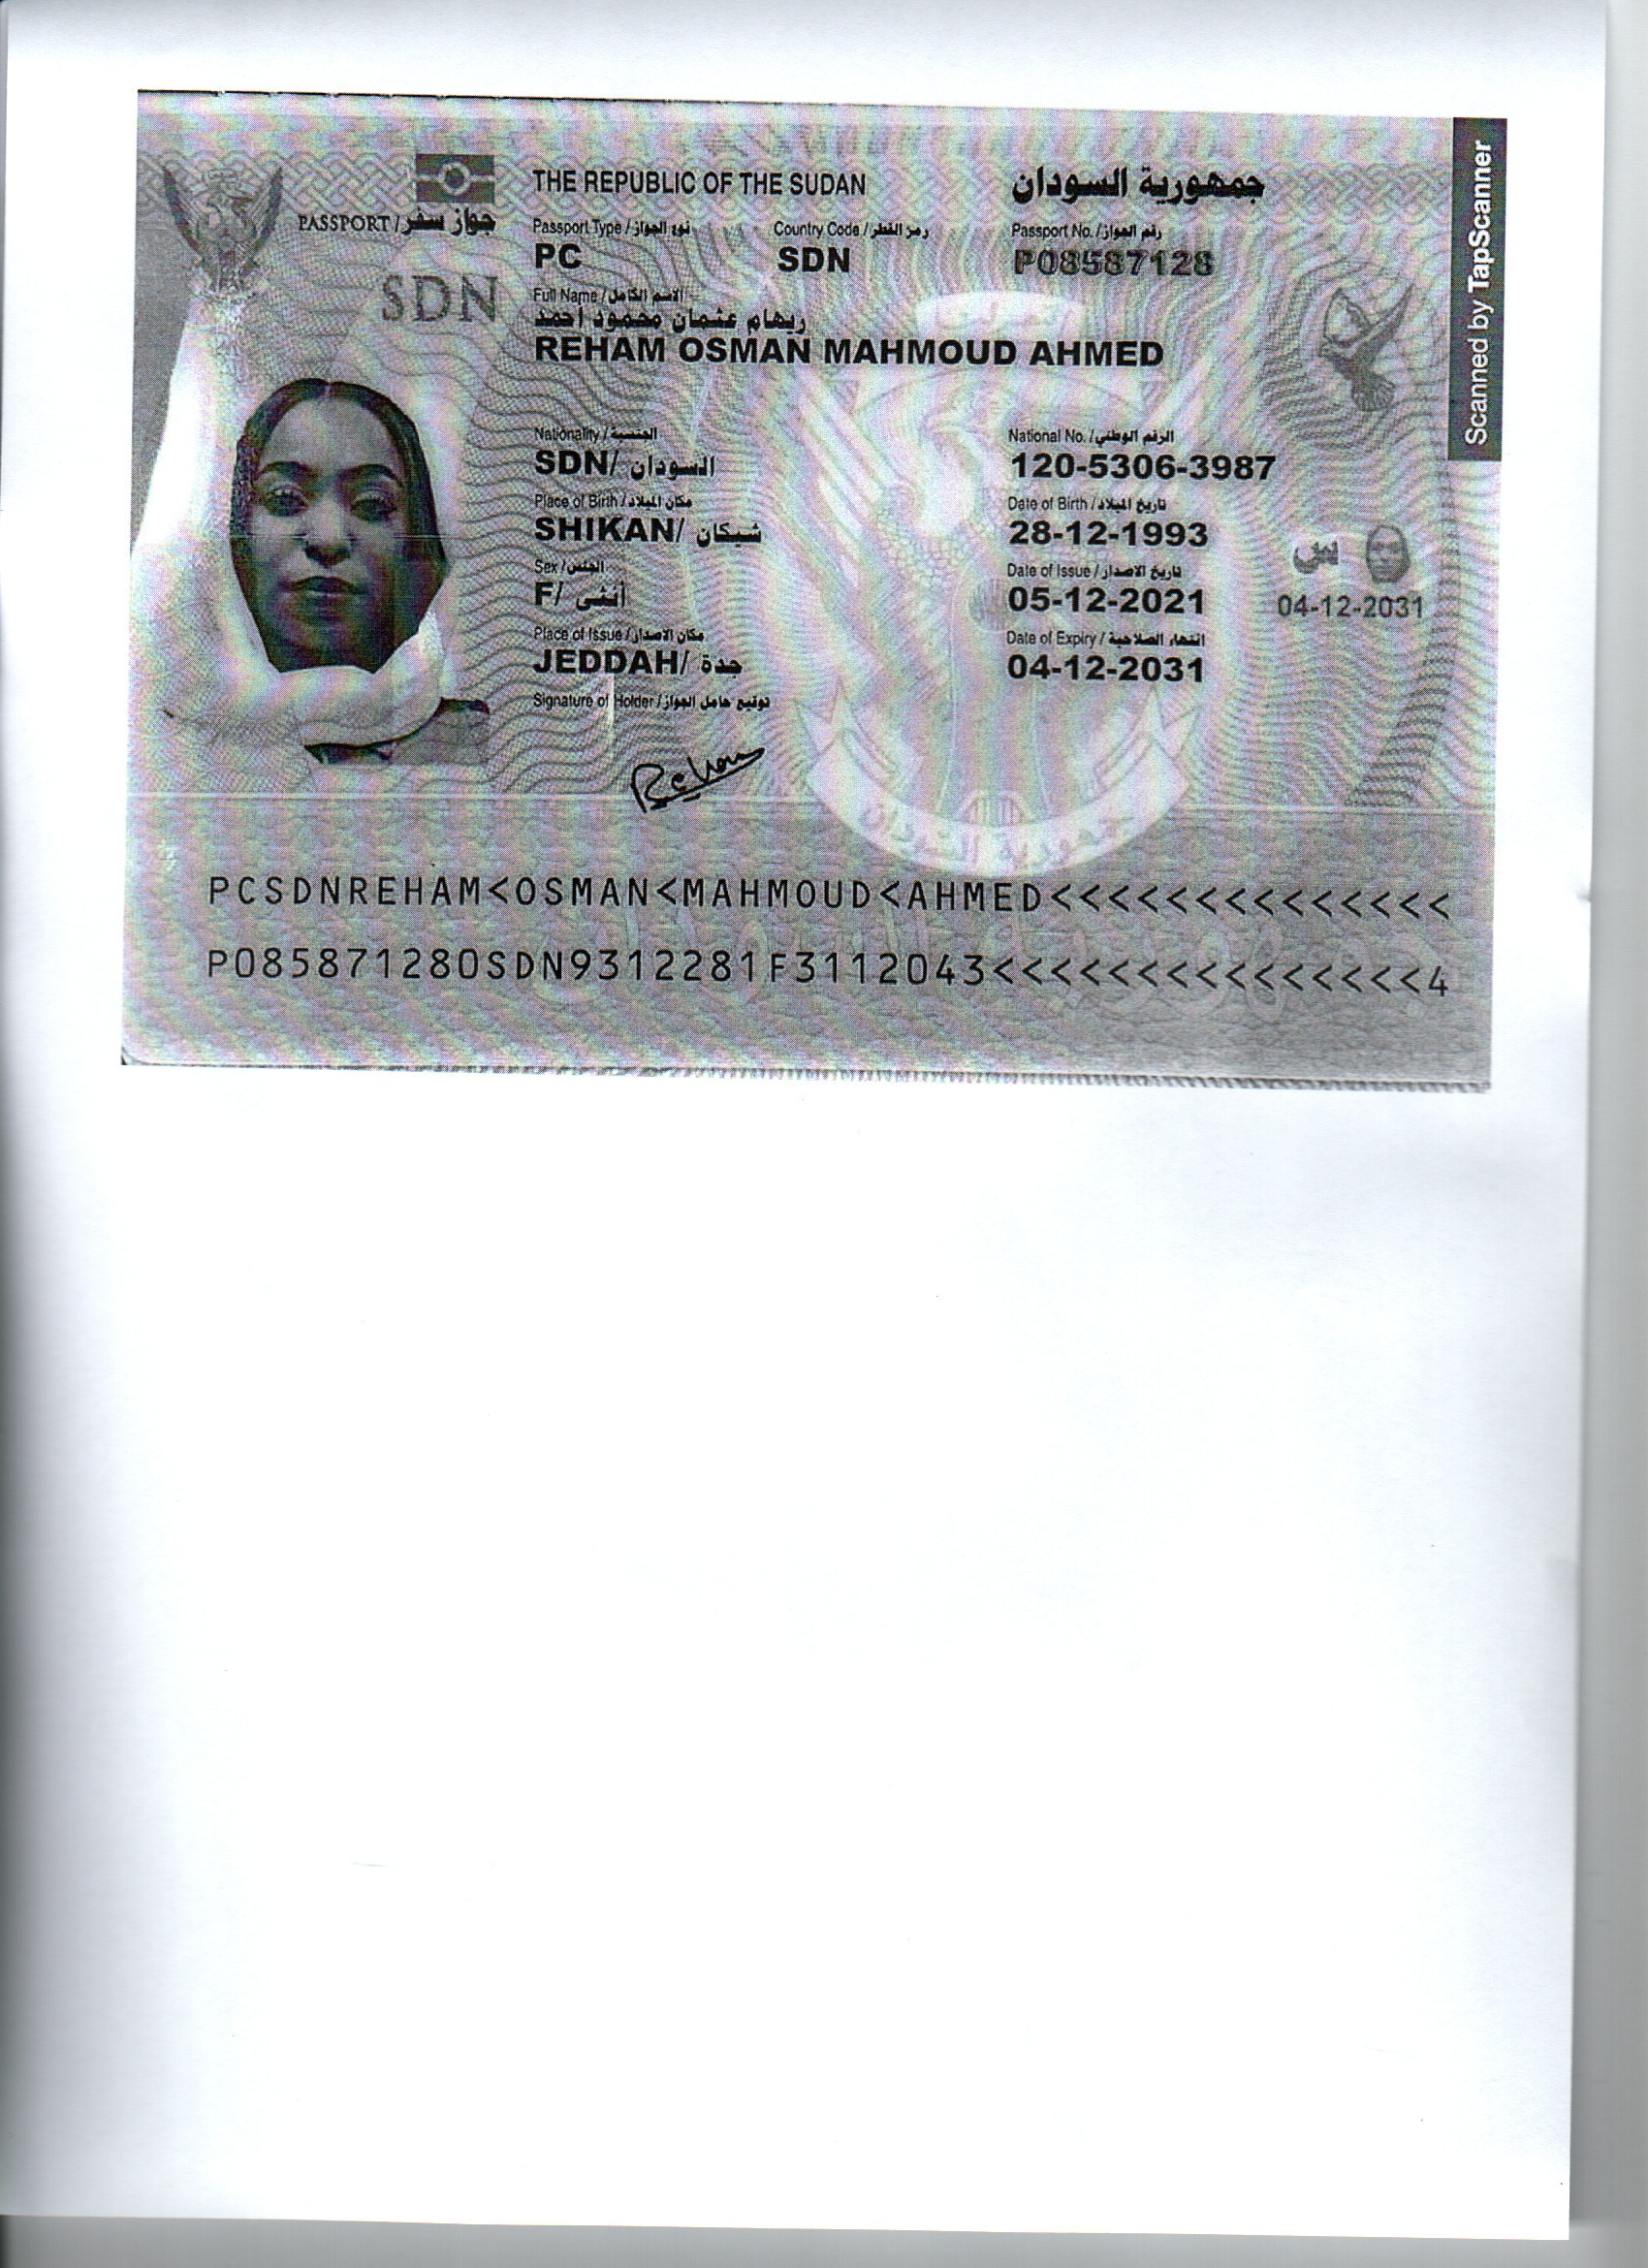 THE REPUBLIC OF THE SUDAN جمهورية السودان
PASSPORT / جواز سفر
Passport Type / نوع الجواز Country Code / رمز القطر Passport No. / رقم الجواز
PC SDN P08587128
SDN
Full Name / الاسم الكامل
ريهام عثمان محمود احمد
REHAM OSMAN MAHMOUD AHMED
Nationality / الجنسية National No. / الرقم الوطني
SDN/ السودان 120-5306-3987
Place of Birth / مكان الميلاد Date of Birth / تاريخ الميلاد
SHIKAN/ شيكان 28-12-1993
Sex / الجنس Date of Issue / تاريخ الاصدار
F/ أنثى 05-12-2021
س
04-12-2031
Place of Issue / مكان الاصدار Date of Expiry / انتهاء الصلاحية
JEDDAH/ جدة 04-12-2031
Signature of Holder / توقيع حامل الجواز
Reham
جمهورية السودان
PCSDNREHAM<OSMAN<MAHMOUD<AHMED<<<<<<<<<<<<<<
P085871280SDN9312281F3112043<<<<<<<<<<<<<<<4
Scanned by TapScanner